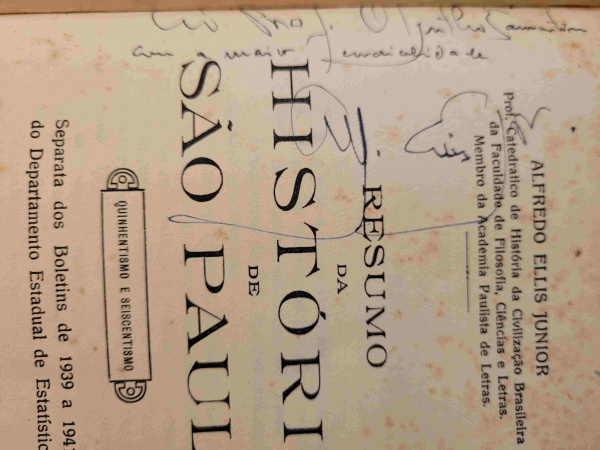 com a maior cordialidade
ALFREDO ELLIS JUNIOR
Prof. Catedratico de História da Civilização Brasileira
da Faculdade de Filosofia, Ciências e Letras.
Membro da Academia Paulista de Letras.
RESUMO
DA
HISTÓRI
DE
SÃO PAUL
QUINHENTISMO E SEISCENTISMO
Separata dos Boletins de 1939 a 194
do Departamento Estadual de Estatístic